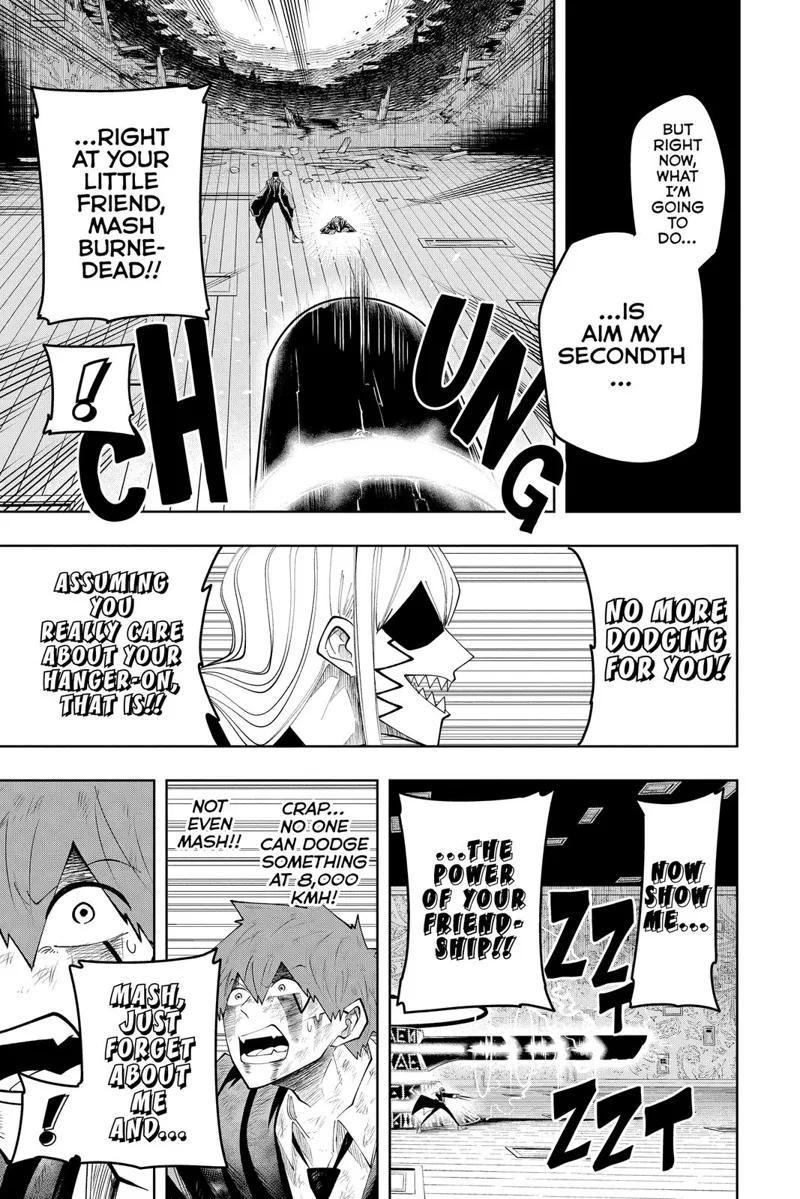 BUT
RIGHT
NOW,
WHAT
I'M
GOING
TO
DO...
...IS
AIM MY
SECONDTH
...
...RIGHT
AT YOUR
LITTLE
FRIEND,
MASH
BURNE-
DEAD!!
!
CHUNG
NO MORE
DODGING
FOR YOU!
ASSUMING
YOU
REALLY CARE
ABOUT YOUR
HANGER-ON,
THAT IS!!
NOW
SHOW
ME...
...THE
POWER
OF YOUR
FRIEND-
SHIP!!
ZZT
ZZT
CRAP...
NO ONE
CAN DODGE
SOMETHING
AT 8,000
KMH!
NOT
EVEN
MASH!!
MASH,
JUST
FORGET
ABOUT
ME
AND...
!